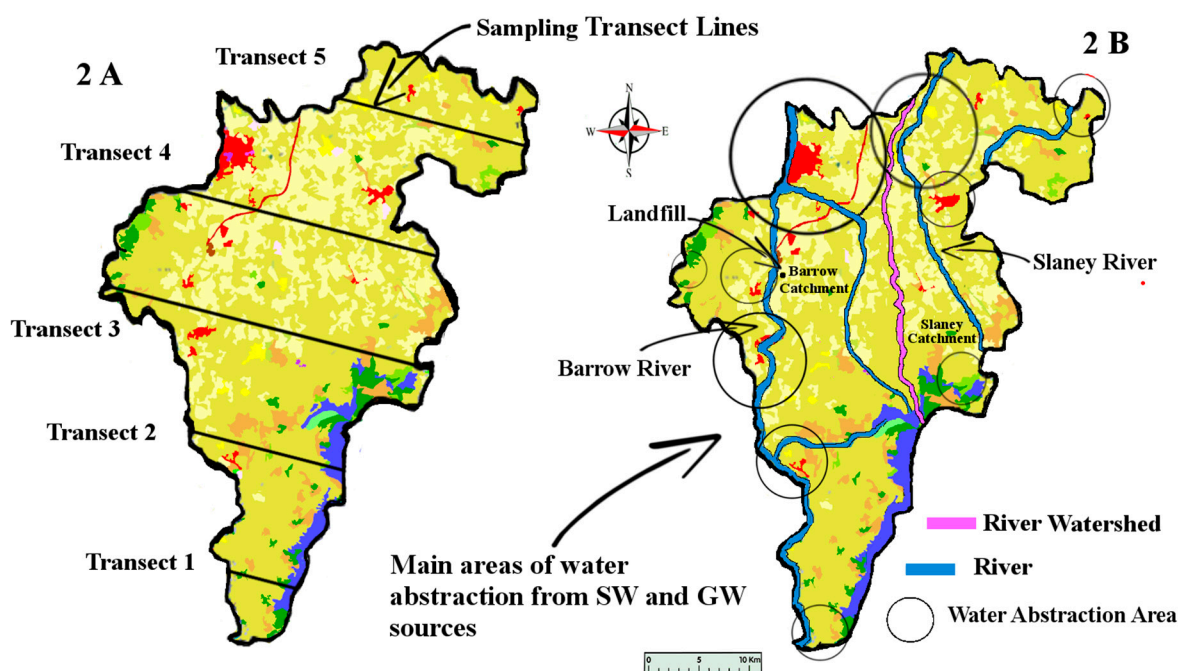 Sampling Transect Lines
2 A
Transect 5
Transect 4
Transect 3
Transect 2
Transect 1
N
W
E
S
2 B
Landfill
Barrow
Catchment
Slaney River
Slaney
Catchment
Barrow River
Main areas of water
abstraction from SW and GW
sources
River Watershed
River
Water Abstraction Area
0 5 10 Km